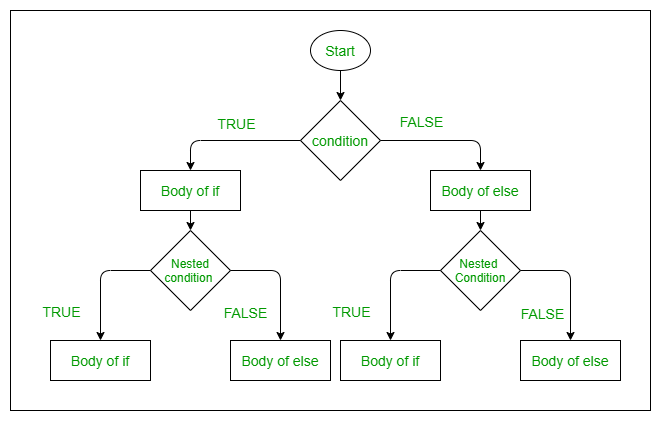 Start
TRUE
FALSE
condition
Body of if
Body of else
Nested
condition
Nested
Condition
TRUE
FALSE
TRUE
FALSE
Body of if
Body of else
Body of if
Body of else